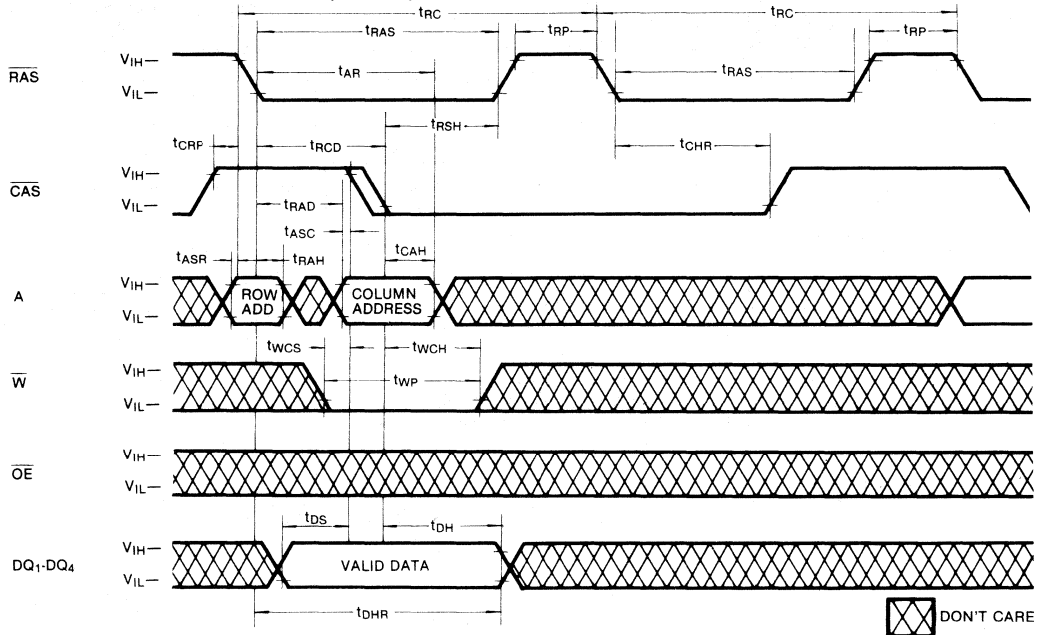 tRC tRC
tRAS tRP tRP
RAS VIH tAR tRAS
VIL
tRSH
tCRP tRCD tCHR
CAS VIH
VIL
tRAD
tASC
tASR tRAH tCAH
A VIH ROW COLUMN
VIL ADD ADDRESS
tWCS tWCH
W VIH tWP
VIL
OE VIH
VIL
tDS tDH
DQ1-DQ4 VIH VALID DATA
VIL
tDHR
DON'T CARE